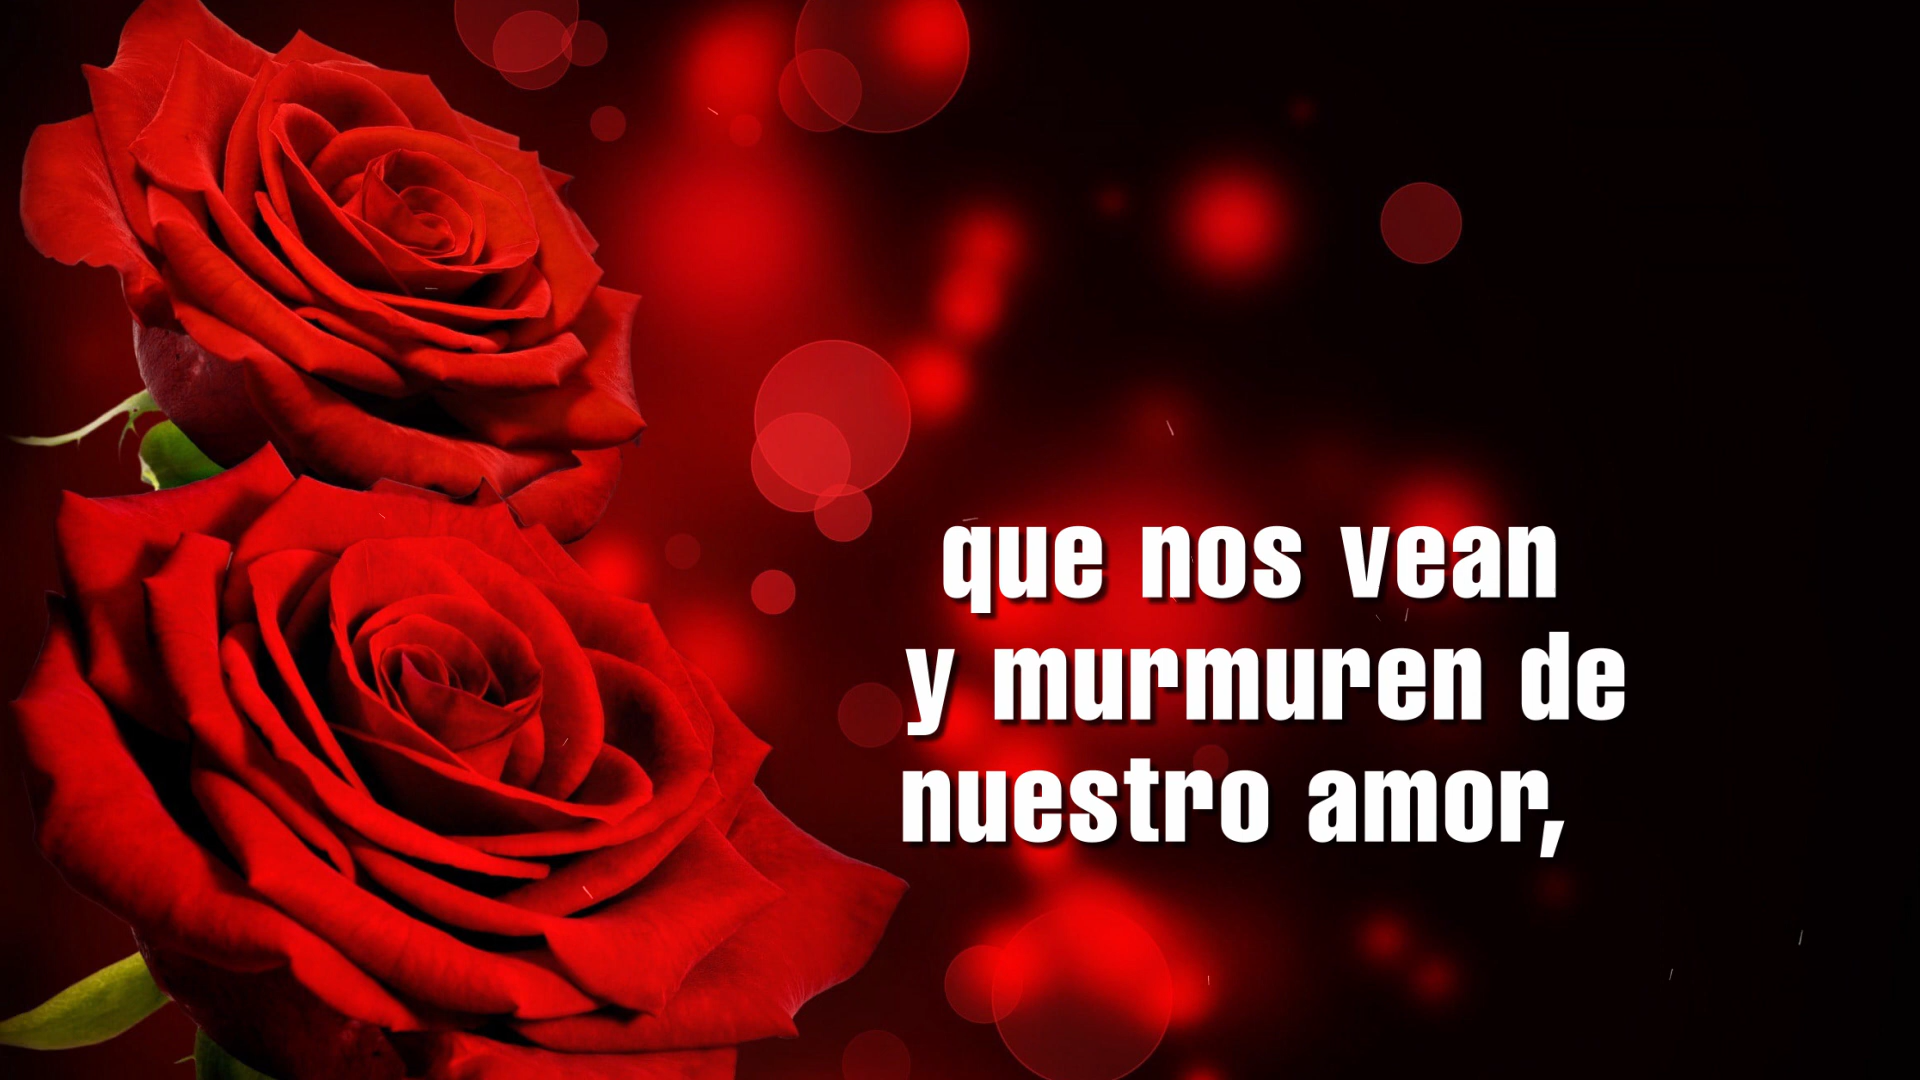 que nos vean
y murmuren de
nuestro amor,